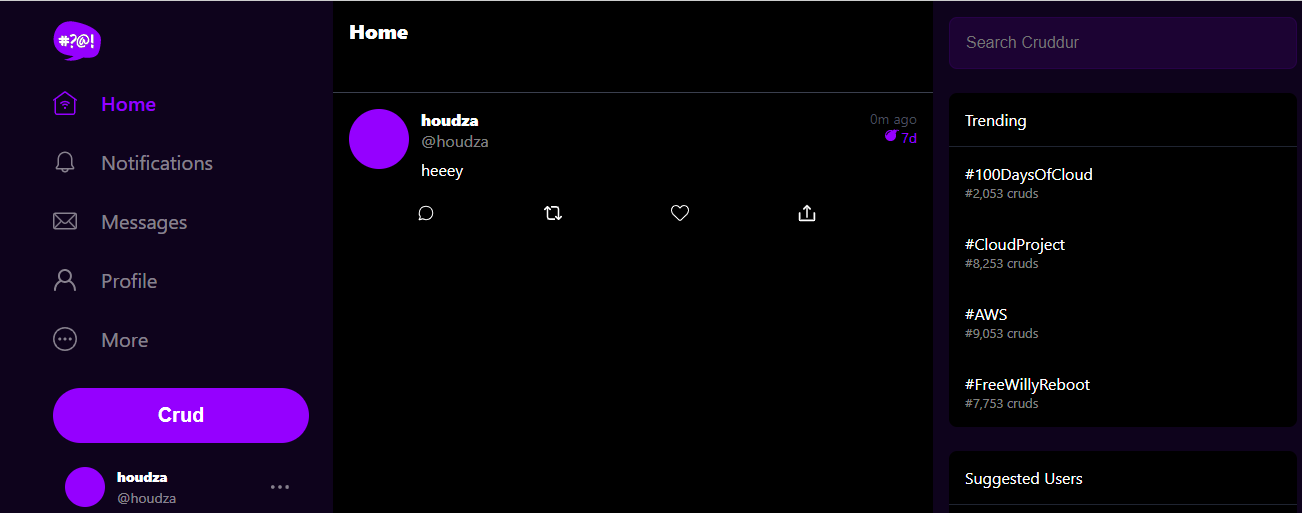 #?@!
Home
Notifications
Messages
Profile
More
Crud
houdza
@houdza
Home
houdza
@houdza
0m ago
7d
heeey
Search Cruddur
Trending
#100DaysOfCloud
#2,053 cruds
#CloudProject
#8,253 cruds
#AWS
#9,053 cruds
#FreeWillyReboot
#7,753 cruds
Suggested Users